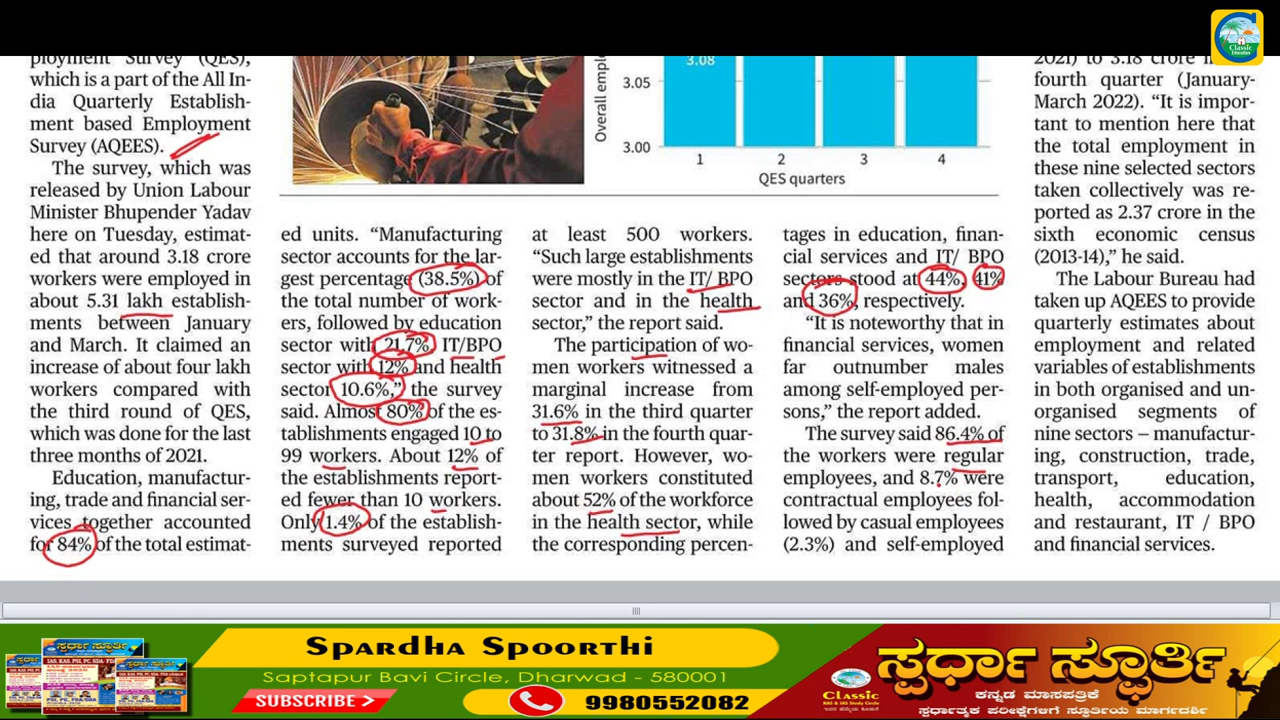 Classic
Education
ployment Survey (QES),
which is a part of the All In-
dia Quarterly Establish-
ment based Employment
Survey (AQEES).
The survey, which was
released by Union Labour
Minister Bhupender Yadav
here on Tuesday, estimat-
ed that around 3.18 crore
workers were employed in
about 5.31 lakh establish-
ments between January
and March. It claimed an
increase of about four lakh
workers compared with
the third round of QES,
which was done for the last
three months of 2021.
Education, manufactur-
ing, trade and financial ser-
vices together accounted
for 84% of the total estimat-
Overall emplo
3.08
3.05
3.00
1 2 3 4
QES quarters
ed units. “Manufacturing
sector accounts for the lar-
gest percentage (38.5%) of
the total number of work-
ers, followed by education
sector with 21.7% IT/BPO
sector with 12% and health
sector 10.6%,” the survey
said. Almost 80% of the es-
tablishments engaged 10 to
99 workers. About 12% of
the establishments report-
ed fewer than 10 workers.
Only 1.4% of the establish-
ments surveyed reported
at least 500 workers.
“Such large establishments
were mostly in the IT/ BPO
sector and in the health
sector,” the report said.
The participation of wo-
men workers witnessed a
marginal increase from
31.6% in the third quarter
to 31.8% in the fourth quar-
ter report. However, wo-
men workers constituted
about 52% of the workforce
in the health sector, while
the corresponding percen-
tages in education, finan-
cial services and IT/ BPO
sectors stood at 44%, 41%
and 36%, respectively.
“It is noteworthy that in
financial services, women
far outnumber males
among self-employed per-
sons,” the report added.
The survey said 86.4% of
the workers were regular
employees, and 8.7% were
contractual employees fol-
lowed by casual employees
(2.3%) and self-employed
2021) to 3.18 crore
fourth quarter (January-
March 2022). “It is impor-
tant to mention here that
the total employment in
these nine selected sectors
taken collectively was re-
ported as 2.37 crore in the
sixth economic census
(2013-14),” he said.
The Labour Bureau had
taken up AQEES to provide
quarterly estimates about
employment and related
variables of establishments
in both organised and un-
organised segments of
nine sectors – manufactur-
ing, construction, trade,
transport, education,
health, accommodation
and restaurant, IT / BPO
and financial services.
Spardha Spoorthi
Saptapur Bavi Circle, Dharwad - 580001
SUBSCRIBE
9980552082
Classic
KAS & IAS Study Circle
ಸ್ಪರ್ಧಾ ಸ್ಫೂರ್ತಿ
ಕನ್ನಡ ಮಾಸಪತ್ರಿಕೆ
ಸ್ಪರ್ಧಾತ್ಮಕ ಪರೀಕ್ಷೆಗಳಿಗೆ ಸ್ಫೂರ್ತಿಯ ಮಾರ್ಗದರ್ಶಿ